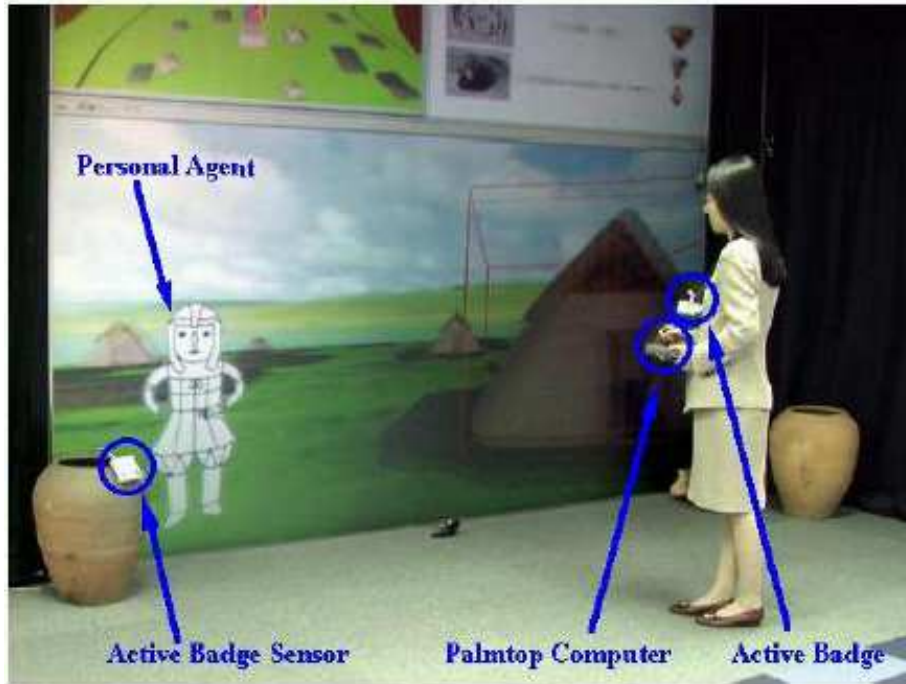 Personal Agent
Active Badge Sensor
Palmtop Computer
Active Badge